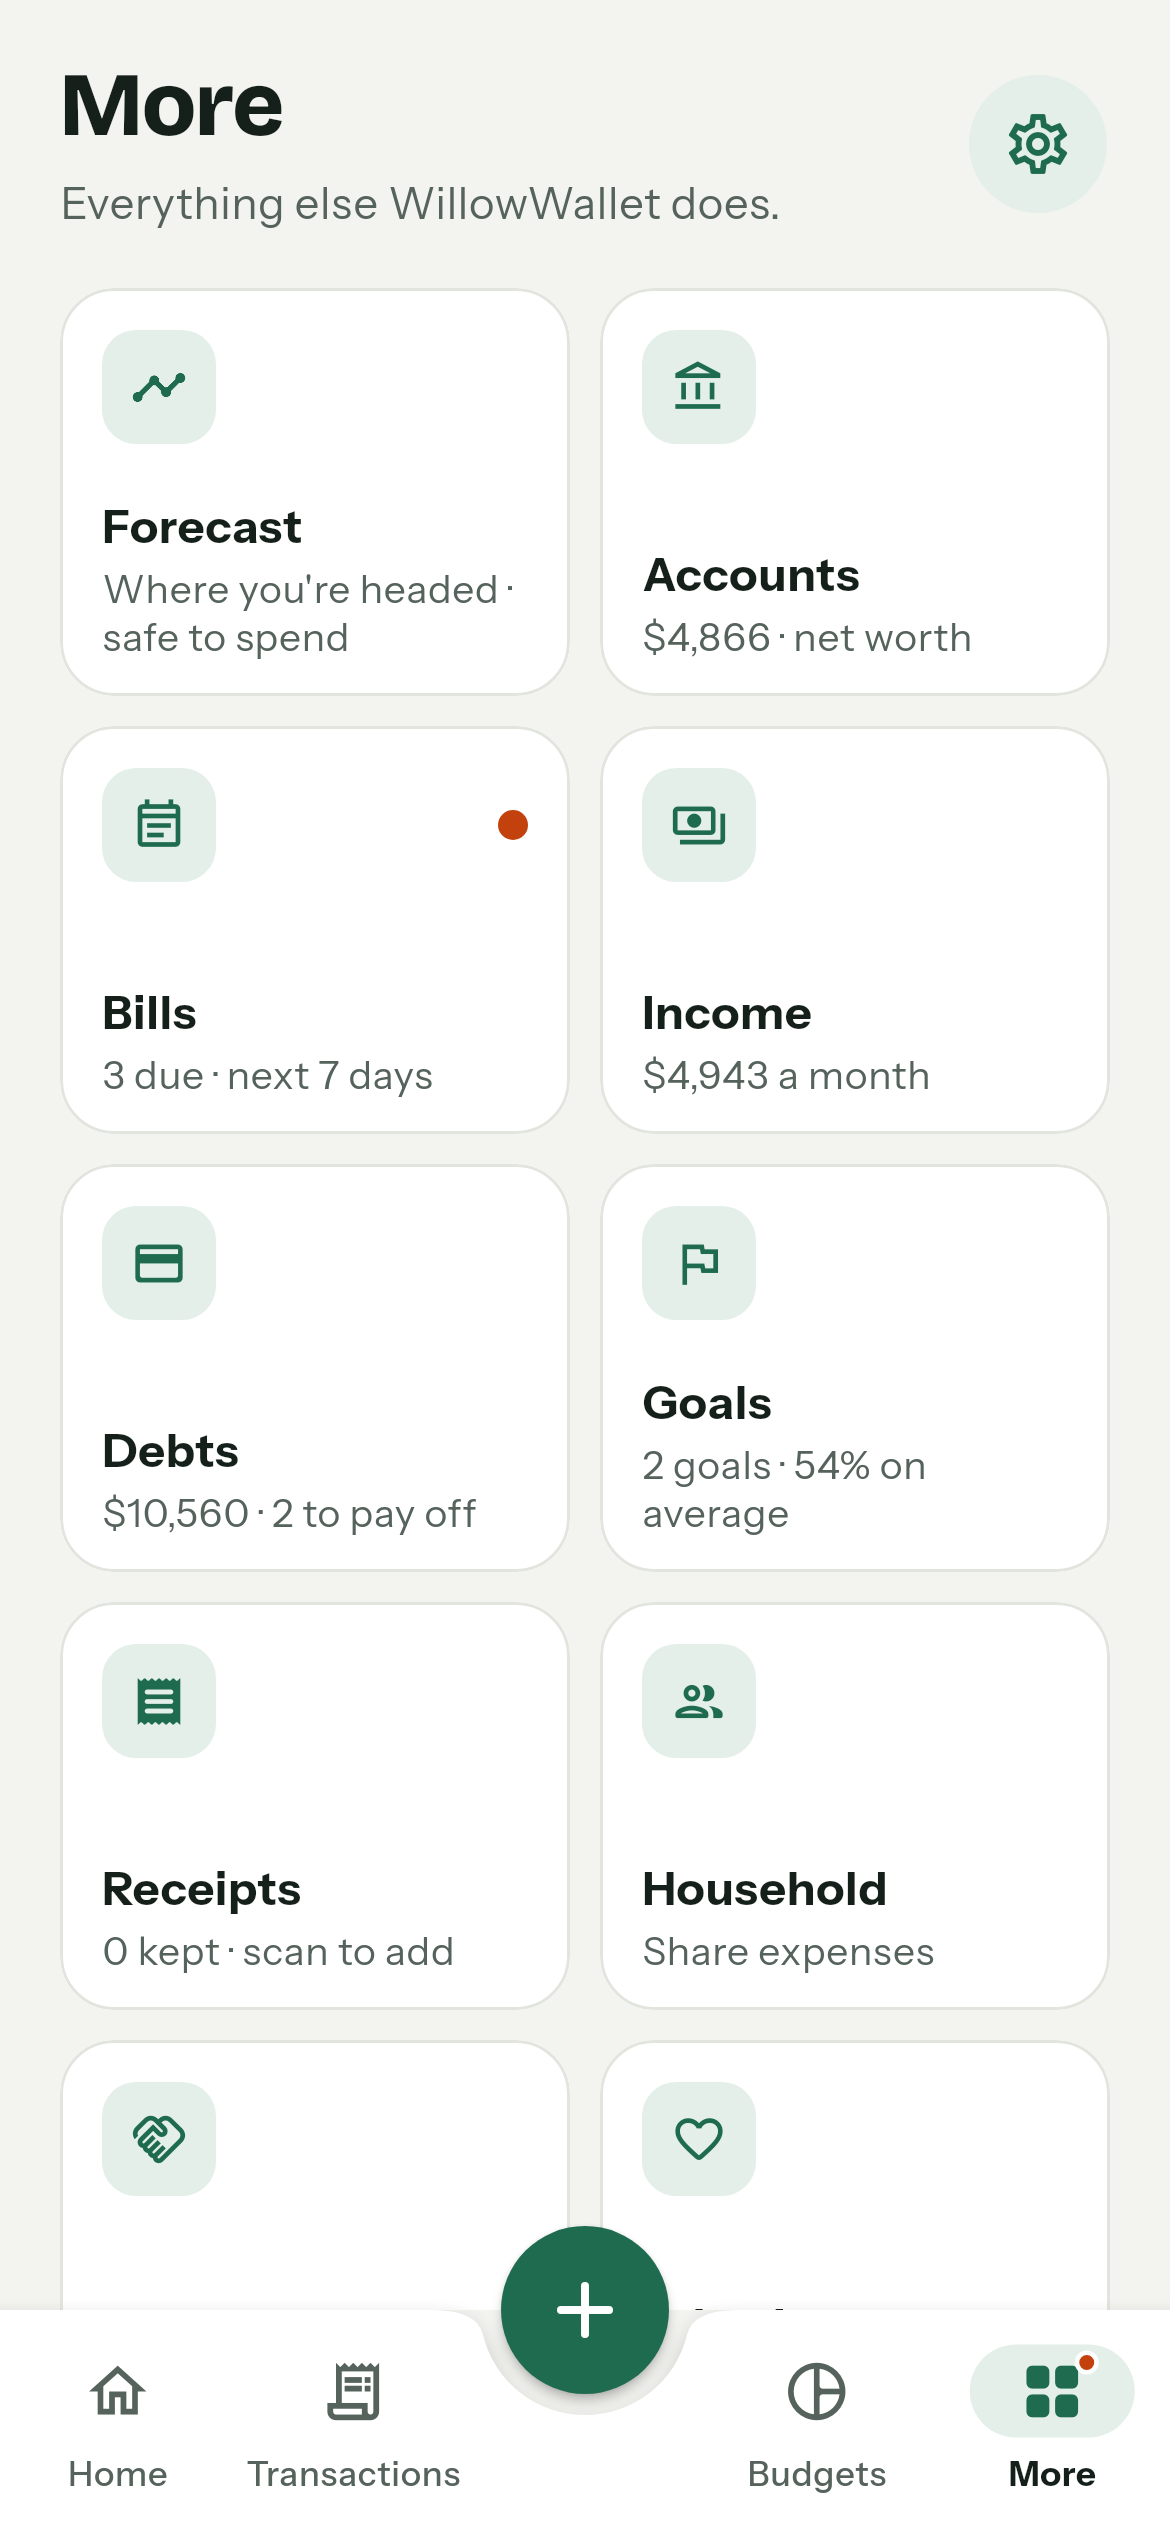 More
Everything else WillowWallet does.
Forecast
Where you're headed ·
safe to spend
Accounts
$4,866 · net worth
Bills
3 due · next 7 days
Income
$4,943 a month
Debts
$10,560 · 2 to pay off
Goals
2 goals · 54% on
average
Receipts
0 kept · scan to add
Household
Share expenses
Home
Transactions
Budgets
More